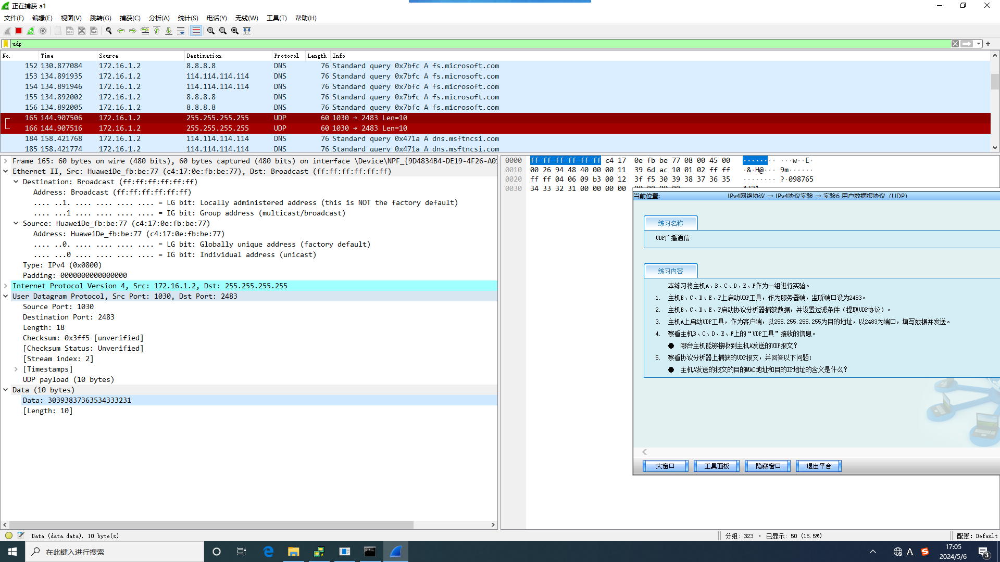 正在捕获 a1
文件(F) 编辑(E) 视图(V) 跳转(G) 捕获(C) 分析(A) 统计(S) 电话(Y) 无线(W) 工具(T) 帮助(H)
udp
No. Time Source Destination Protocol Length Info
152 130.877084 172.16.1.2 8.8.8.8 DNS 76 Standard query 0x7bfc A fs.microsoft.com
153 134.891935 172.16.1.2 114.114.114.114 DNS 76 Standard query 0x7bfc A fs.microsoft.com
154 134.891946 172.16.1.2 114.114.114.114 DNS 76 Standard query 0x7bfc A fs.microsoft.com
155 134.892002 172.16.1.2 8.8.8.8 DNS 76 Standard query 0x7bfc A fs.microsoft.com
156 134.892005 172.16.1.2 8.8.8.8 DNS 76 Standard query 0x7bfc A fs.microsoft.com
165 144.907506 172.16.1.2 255.255.255.255 UDP 60 1030 → 2483 Len=10
166 144.907516 172.16.1.2 255.255.255.255 UDP 60 1030 → 2483 Len=10
184 158.421768 172.16.1.2 114.114.114.114 DNS 76 Standard query 0x471a A dns.msftncsi.com
185 158.421774 172.16.1.2 8.8.8.8 DNS 76 Standard query 0x471a A dns.msftncsi.com
Frame 165: 60 bytes on wire (480 bits), 60 bytes captured (480 bits) on interface \Device\NPF_{9D4834B4-DE19-4F26-A01
Ethernet II, Src: HuaweiDe_fb:be:77 (c4:17:0e:fb:be:77), Dst: Broadcast (ff:ff:ff:ff:ff:ff)
Destination: Broadcast (ff:ff:ff:ff:ff:ff)
Address: Broadcast (ff:ff:ff:ff:ff:ff)
.... ..1. .... .... .... .... = LG bit: Locally administered address (this is NOT the factory default)
.... ...1 .... .... .... .... = IG bit: Group address (multicast/broadcast)
Source: HuaweiDe_fb:be:77 (c4:17:0e:fb:be:77)
Address: HuaweiDe_fb:be:77 (c4:17:0e:fb:be:77)
.... ..0. .... .... .... .... = LG bit: Globally unique address (factory default)
.... ...0 .... .... .... .... = IG bit: Individual address (unicast)
Type: IPv4 (0x0800)
Padding: 0000000000000000
Internet Protocol Version 4, Src: 172.16.1.2, Dst: 255.255.255.255
User Datagram Protocol, Src Port: 1030, Dst Port: 2483
Source Port: 1030
Destination Port: 2483
Length: 18
Checksum: 0x3ff5 [unverified]
[Checksum Status: Unverified]
[Stream index: 2]
[Timestamps]
UDP payload (10 bytes)
Data (10 bytes)
Data: 30393837363534333231
[Length: 10]
0000 ff ff ff ff ff ff c4 17 0e fb be 77 08 00 45 00 ········ ···w··E·
0010 00 26 94 48 40 00 00 11 39 6d ac 10 01 02 ff ff ·&·H@··· 9m······
0020 ff ff 04 06 09 b3 00 12 3f f5 30 39 38 37 36 35 ········ ?·098765
0030 34 33 32 31 00 00 00 00 00 00 00 00 4321
当前位置: IPv4网络协议 → IPv4协议实验 → 实验6 用户数据报协议（UDP）
练习名称
UDP广播通信
练习内容
本练习将主机A、B、C、D、E、F作为一组进行实验。
1. 主机B、C、D、E、F上启动UDP工具，作为服务器端，监听端口设为2483。
2. 主机B、C、D、E、F启动协议分析器捕获数据，并设置过滤条件（提取UDP协议）。
3. 主机A上启动UDP工具，作为客户端，以255.255.255.255为目的地址，以2483为端口，填写数据并发送。
4. 察看主机B、C、D、E、F上的“UDP工具”接收的信息。
● 哪台主机能够接收到主机A发送的UDP报文？
5. 察看协议分析器上捕获的UDP报文，并回答以下问题：
● 主机A发送的报文的目的MAC地址和目的IP地址的含义是什么？
大窗口 工具面板 隐藏窗口 退出平台
Data (data.data), 10 byte(s)
分组: 323 · 已显示: 50 (15.5%)
配置: Default
在此键入进行搜索
A
17:05
2024/5/6
3